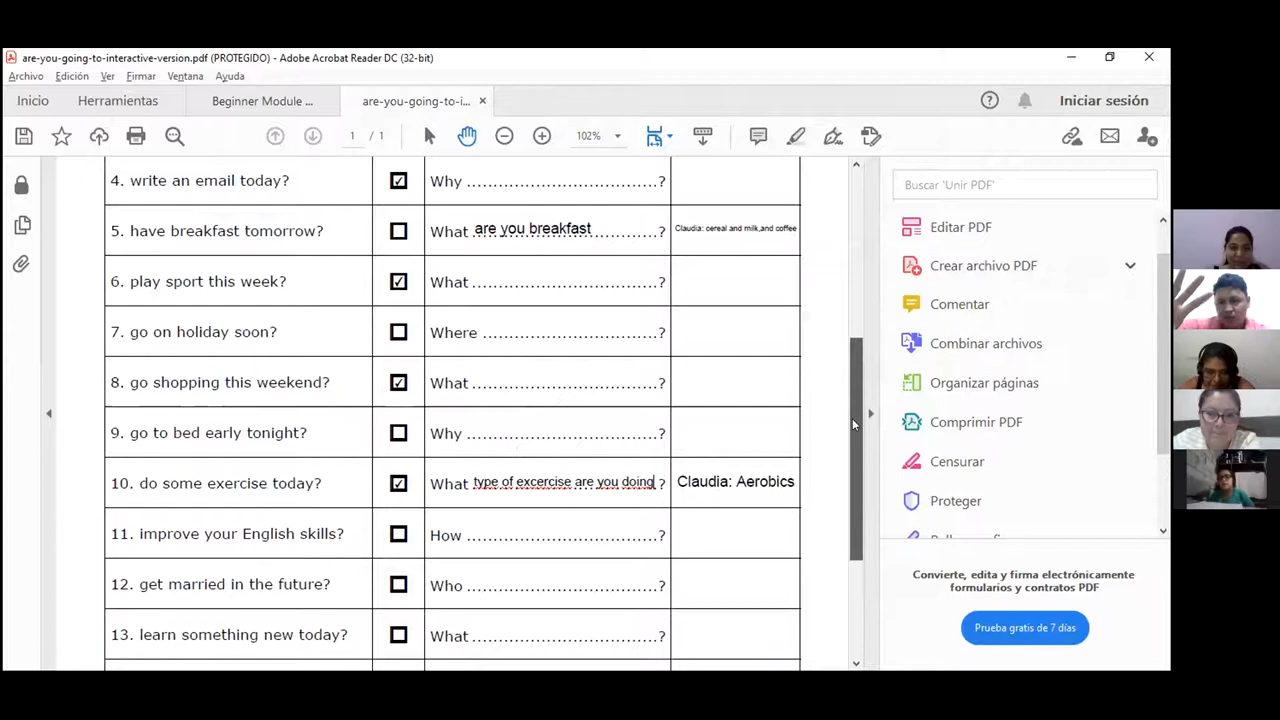 are-you-going-to-interactive-version.pdf (PROTEGIDO) - Adobe Acrobat Reader DC (32-bit)
Archivo Edición Ver Firmar Ventana Ayuda
Inicio Herramientas Beginner Module ... are-you-going-to-i... Iniciar sesión
1 / 1 102%
4. write an email today? Why ..................................?
5. have breakfast tomorrow? What are you breakfast ? Claudia: cereal and milk,and coffee
6. play sport this week? What .................................?
7. go on holiday soon? Where ...............................?
8. go shopping this weekend? What .................................?
9. go to bed early tonight? Why ..................................?
10. do some exercise today? What type of excercise are you doing ? Claudia: Aerobics
11. improve your English skills? How ..................................?
12. get married in the future? Who ..................................?
13. learn something new today? What .................................?
Buscar 'Unir PDF'
Editar PDF
Crear archivo PDF
Comentar
Combinar archivos
Organizar páginas
Comprimir PDF
Censurar
Proteger
Convierte, edita y firma electrónicamente
formularios y contratos PDF
Prueba gratis de 7 días